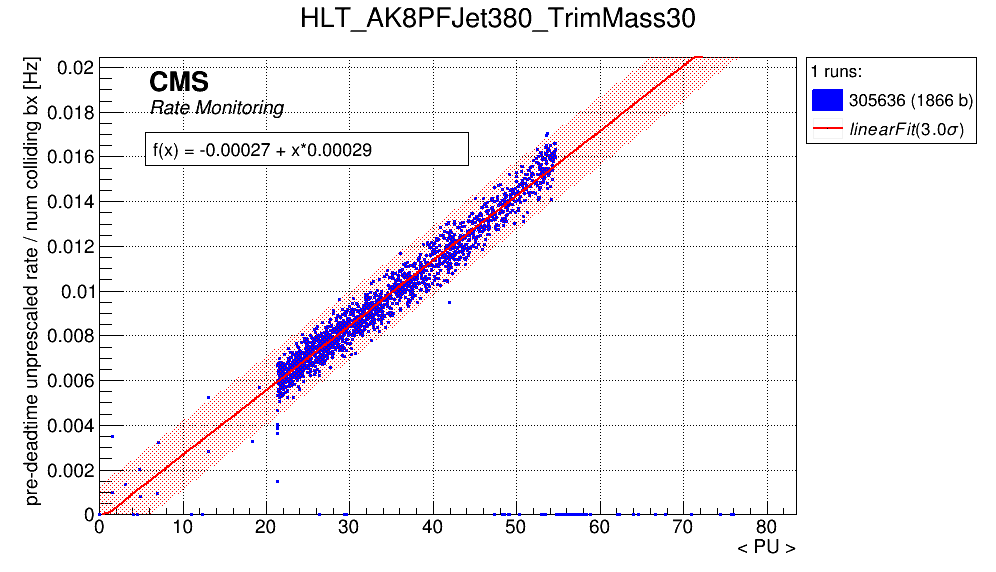 HLT_AK8PFJet380_TrimMass30
pre-deadtime unprescaled rate / num colliding bx [Hz]
CMS
Rate Monitoring
f(x) = -0.00027 + x*0.00029
0.02
0.018
0.016
0.014
0.012
0.01
0.008
0.006
0.004
0.002
0
0 10 20 30 40 50 60 70 80
< PU >
1 runs:
305636 (1866 b)
linearFit(3.0σ)